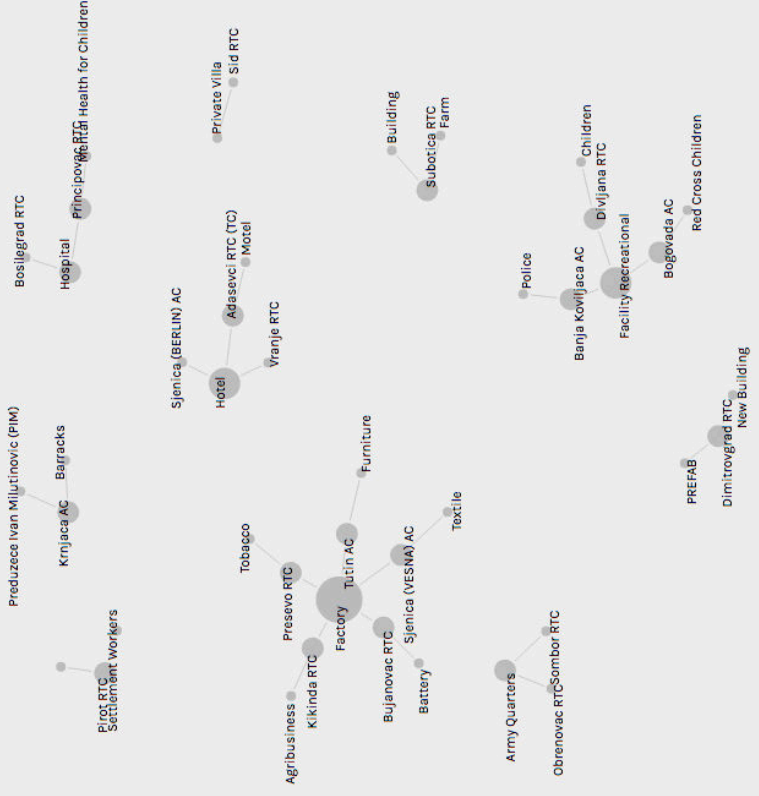 Preduzece Ivan Milutinovic (PIM)
Barracks
Krnjaca AC
Pirot RTC
Settlement Workers
Bosilegrad RTC
Hospital
Principovac RTC
Mental Health for Children
Private Villa
Sid RTC
Sjenica (BERLIN) AC
Hotel
Adasevci RTC (TC)
Motel
Vranje RTC
Tobacco
Presevo RTC
Furniture
Tutin AC
Factory
Sjenica (VESNA) AC
Textile
Kikinda RTC
Agribusiness
Bujanovac RTC
Battery
Building
Subotica RTC
Farm
Army Quarters
Obrenovac RTC
Sombor RTC
Police
Banja Koviljaca AC
Children
Divljana RTC
Facility Recreational
Bogovada AC
Red Cross Children
PREFAB
Dimitrovgrad RTC
New Building